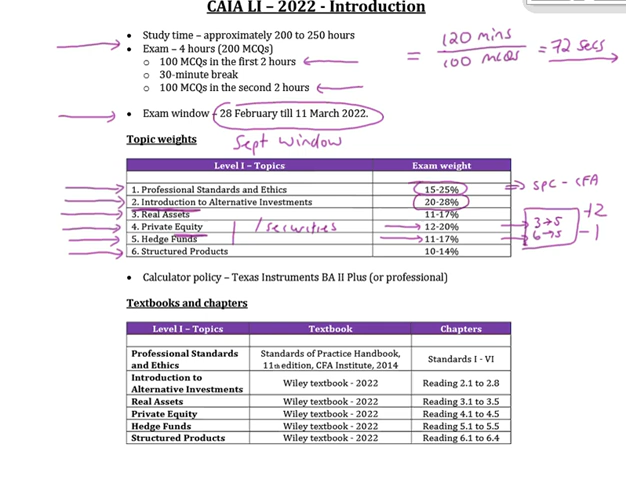 CAIA LI – 2022 - Introduction
• Study time – approximately 200 to 250 hours
• Exam – 4 hours (200 MCQs)
o 100 MCQs in the first 2 hours
o 30-minute break
o 100 MCQs in the second 2 hours
= 120 mins / 100 MCQs = 72 secs
• Exam window – 28 February till 11 March 2022.
Sept window
Topic weights
Level I – Topics Exam weight
1. Professional Standards and Ethics 15-25% ⇒ SPC - CFA
2. Introduction to Alternative Investments 20-28%
3. Real Assets 11-17%
4. Private Equity / securities 12-20% 3→5 +2
5. Hedge Funds 11-17% 6→5 -1
6. Structured Products 10-14%
• Calculator policy – Texas Instruments BA II Plus (or professional)
Textbooks and chapters
Level I – Topics Textbook Chapters
Professional Standards and Ethics Standards of Practice Handbook, 11th edition, CFA Institute, 2014 Standards I - VI
Introduction to Alternative Investments Wiley textbook - 2022 Reading 2.1 to 2.8
Real Assets Wiley textbook - 2022 Reading 3.1 to 3.5
Private Equity Wiley textbook - 2022 Reading 4.1 to 4.5
Hedge Funds Wiley textbook - 2022 Reading 5.1 to 5.5
Structured Products Wiley textbook - 2022 Reading 6.1 to 6.4